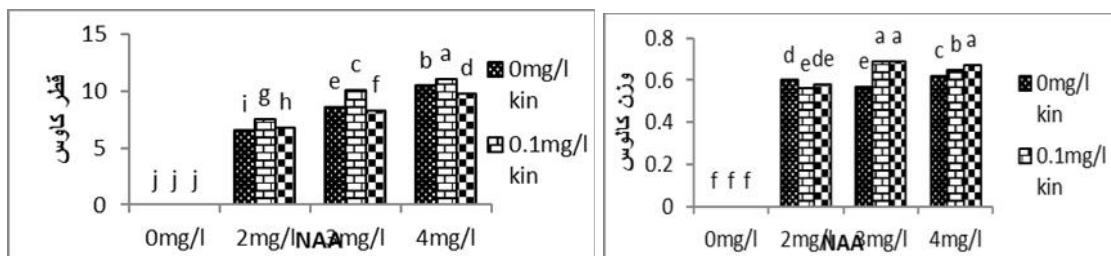 قطر کاوس
15
10
5
0
j j j
i g h
e c f
b a d
0mg/l 2mg/l 3mg/l 4mg/l
NAA
0mg/l
kin
0.1mg/l
kin
وزن کالوس
0.8
0.6
0.4
0.2
0
f f f
d e de
e a a
c b a
0mg/l 2mg/l 3mg/l 4mg/l
NAA
0mg/l
kin
0.1mg/l
kin